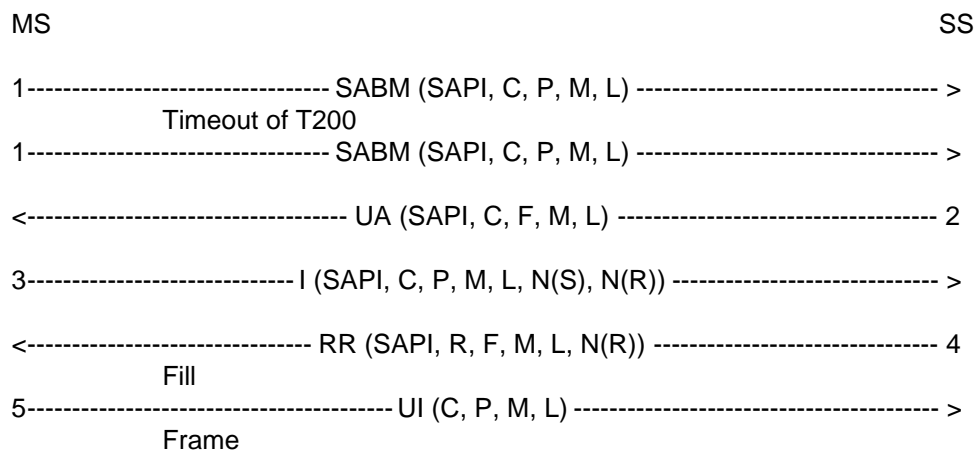 MS SS
1---------------------------------- SABM (SAPI, C, P, M, L) ---------------------------------- >
Timeout of T200
1---------------------------------- SABM (SAPI, C, P, M, L) ---------------------------------- >
<------------------------------------ UA (SAPI, C, F, M, L) ------------------------------------ 2
3------------------------------ I (SAPI, C, P, M, L, N(S), N(R)) ------------------------------ >
<-------------------------------- RR (SAPI, R, F, M, L, N(R)) -------------------------------- 4
Fill
5----------------------------------------- UI (C, P, M, L) ----------------------------------------- >
Frame